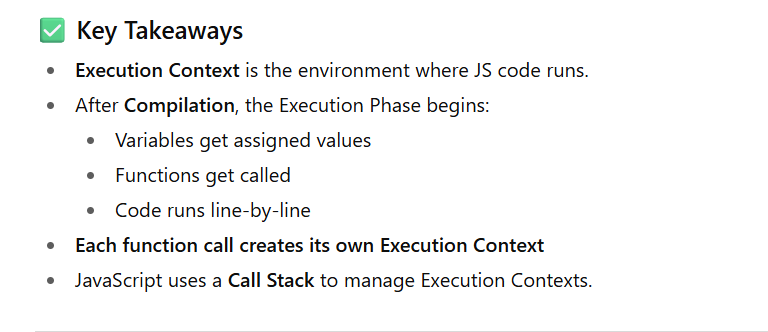 ✅ Key Takeaways
• Execution Context is the environment where JS code runs.
• After Compilation, the Execution Phase begins:
• Variables get assigned values
• Functions get called
• Code runs line-by-line
• Each function call creates its own Execution Context
• JavaScript uses a Call Stack to manage Execution Contexts.